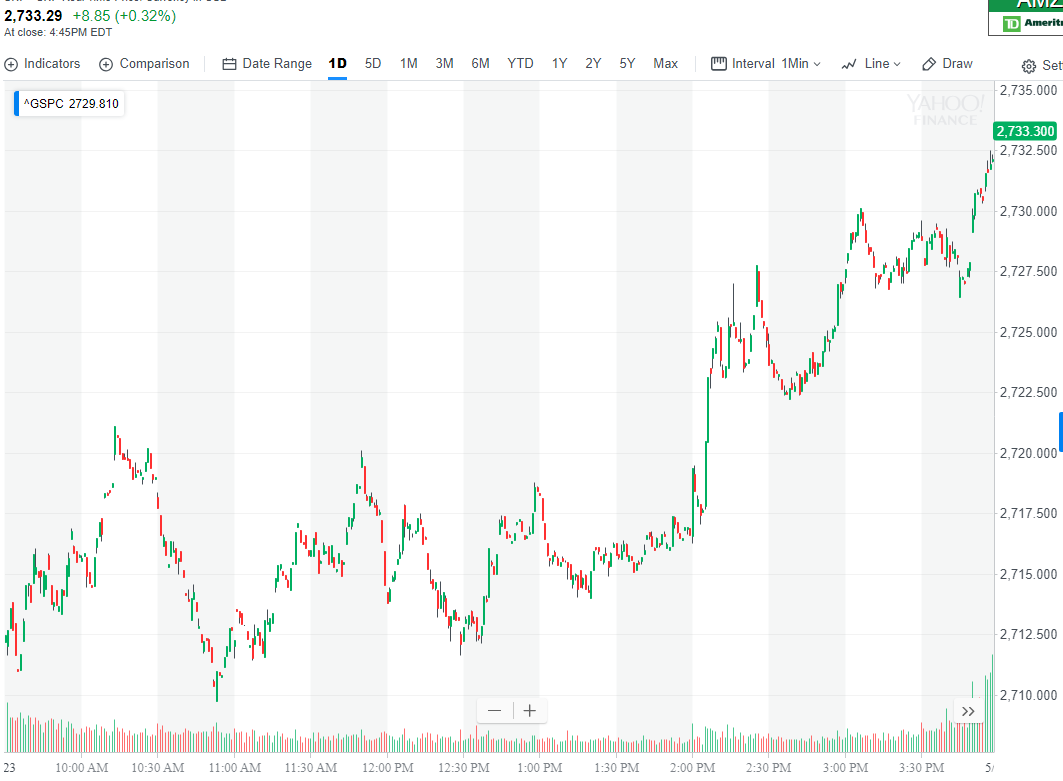 2,733.29 +8.85 (+0.32%)
At close: 4:45PM EDT
TD Ameritr
Indicators Comparison Date Range 1D 5D 1M 3M 6M YTD 1Y 2Y 5Y Max Interval 1Min Line Draw Set
^GSPC 2729.810
YAHOO!
FINANCE
2,735.000
2,733.300
2,732.500
2,730.000
2,727.500
2,725.000
2,722.500
2,720.000
2,717.500
2,715.000
2,712.500
2,710.000
23 10:00 AM 10:30 AM 11:00 AM 11:30 AM 12:00 PM 12:30 PM 1:00 PM 1:30 PM 2:00 PM 2:30 PM 3:00 PM 3:30 PM 5/